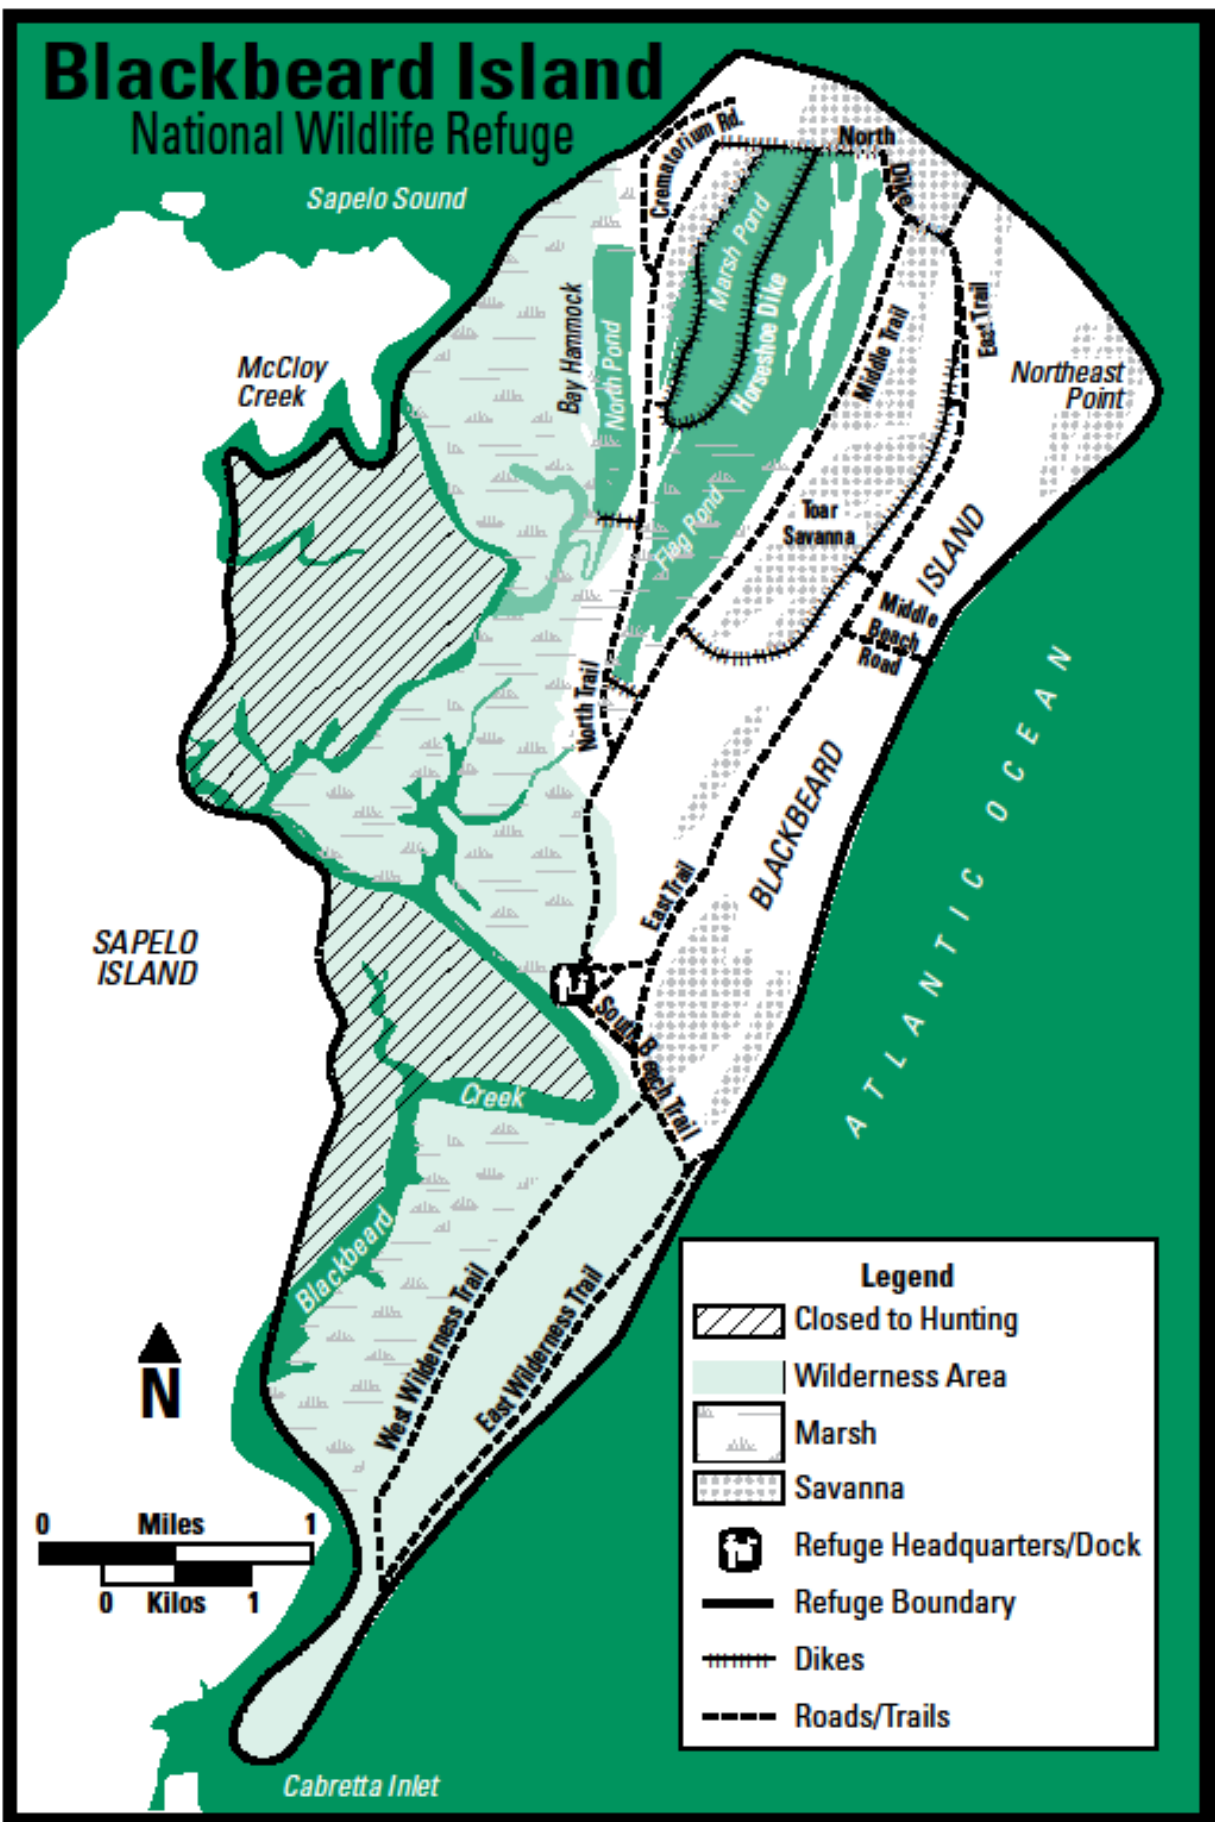 Blackbeard Island
National Wildlife Refuge
Sapelo Sound
Crematorium Rd.
North
Dike
Marsh Pond
Horseshoe Dike
Bay Hammock
North Pond
Middle Trail
East Trail
Northeast
Point
McCloy
Creek
Flag Pond
Toar
Savanna
ISLAND
Middle
Beach
Road
North Trail
BLACKBEARD
ATLANTIC OCEAN
East Trail
SAPELO
ISLAND
South Beach Trail
Creek
Blackbeard
West Wilderness Trail
East Wilderness Trail
N
0 Miles 1
0 Kilos 1
Cabretta Inlet
Legend
Closed to Hunting
Wilderness Area
Marsh
Savanna
Refuge Headquarters/Dock
Refuge Boundary
Dikes
Roads/Trails